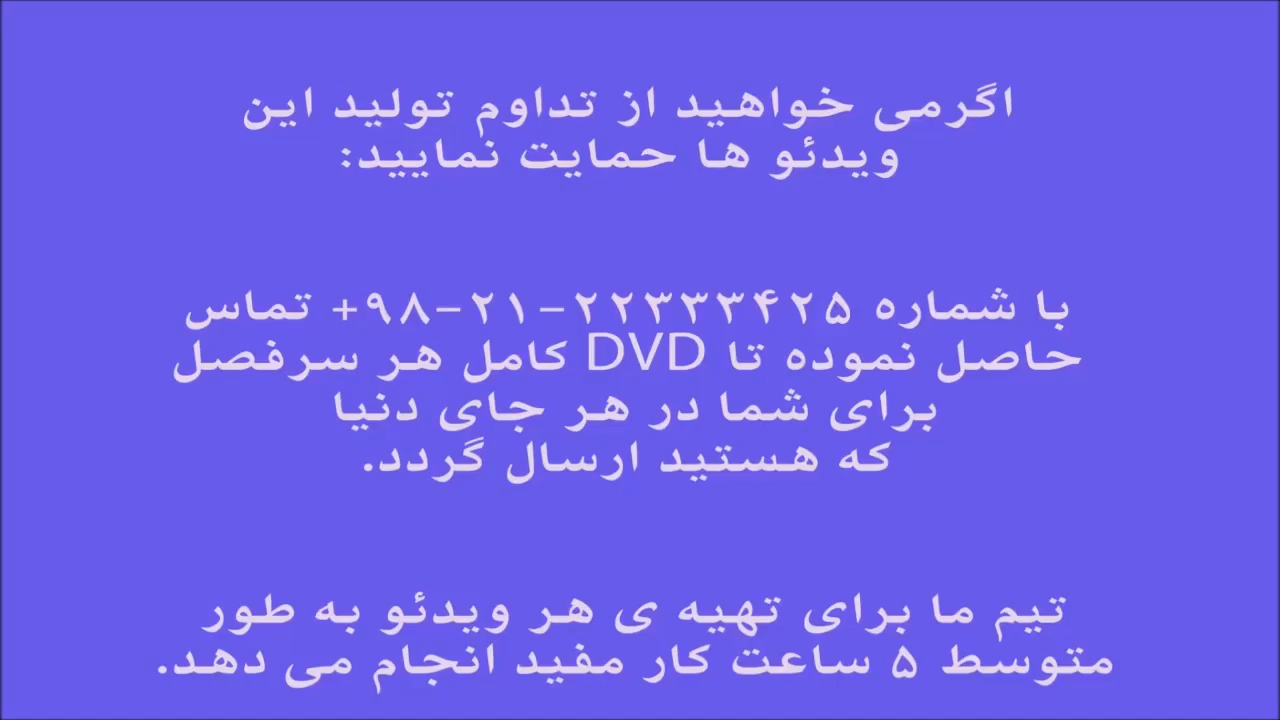 اگرمی خواهید از تداوم تولید این
ویدئو ها حمایت نمایید:
با شماره ۲۲۳۳۳۴۲۵-۲۱-۹۸+ تماس
حاصل نموده تا DVD کامل هر سرفصل
برای شما در هر جای دنیا
که هستید ارسال گردد.
تیم ما برای تهیه ی هر ویدئو به طور
متوسط ۵ ساعت کار مفید انجام می دهد.